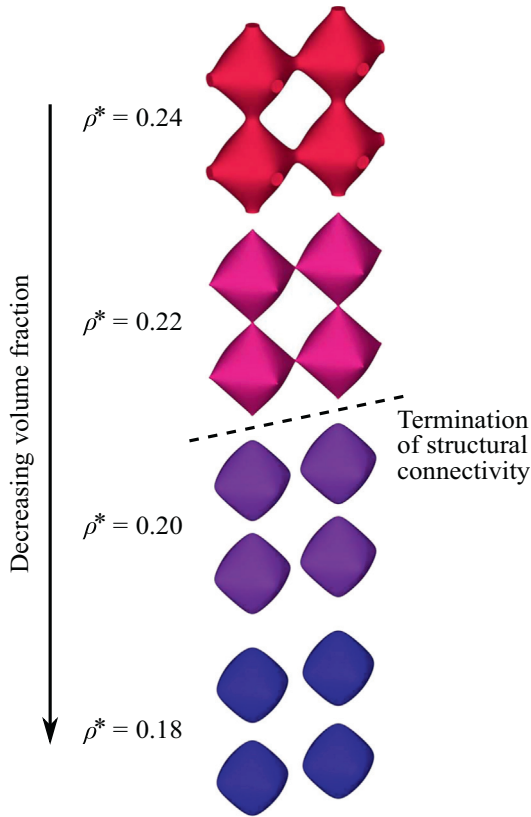 ρ* = 0.24
ρ* = 0.22
Decreasing volume fraction
Termination
of structural
connectivity
ρ* = 0.20
ρ* = 0.18